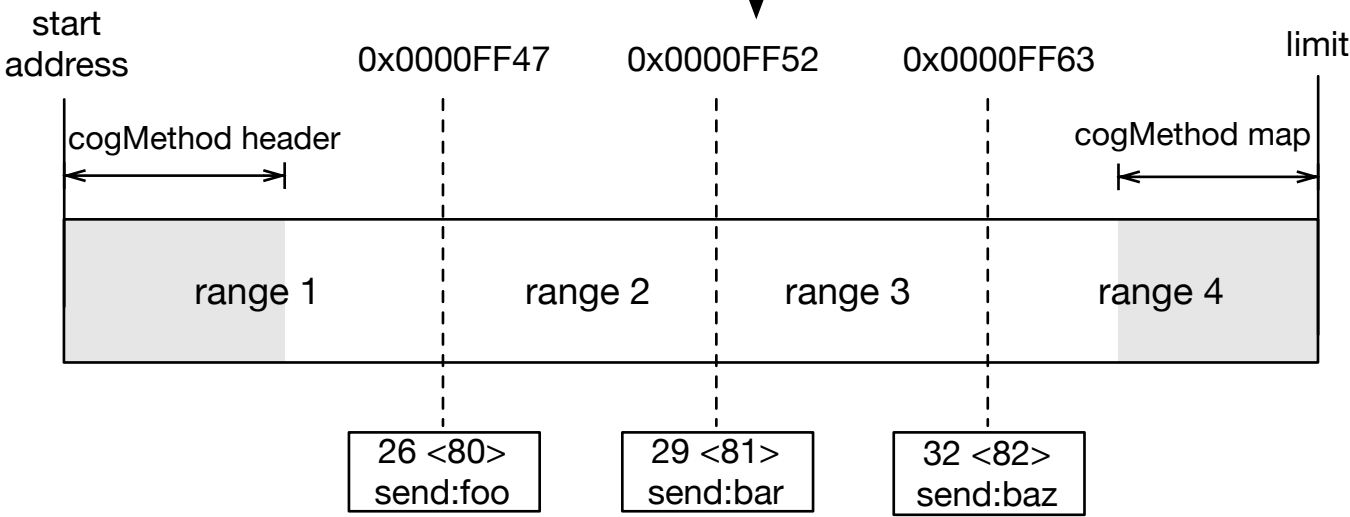 start
address
0x0000FF47
0x0000FF52
0x0000FF63
limit
cogMethod header
cogMethod map
range 1
range 2
range 3
range 4
26 <80>
send:foo
29 <81>
send:bar
32 <82>
send:baz